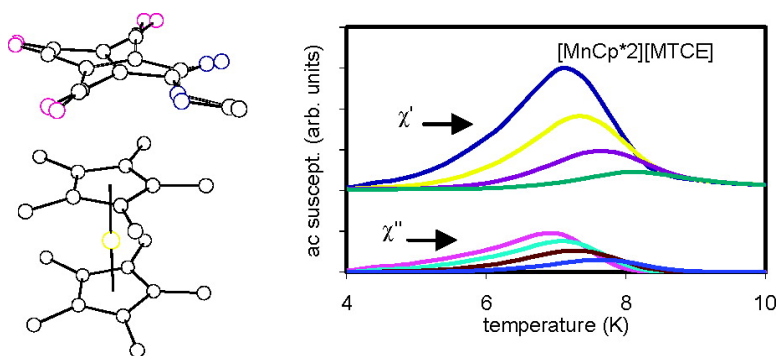 [MnCp*2][MTCE]
χ'
χ"
ac suscept. (arb. units)
4 6 8 10
temperature (K)